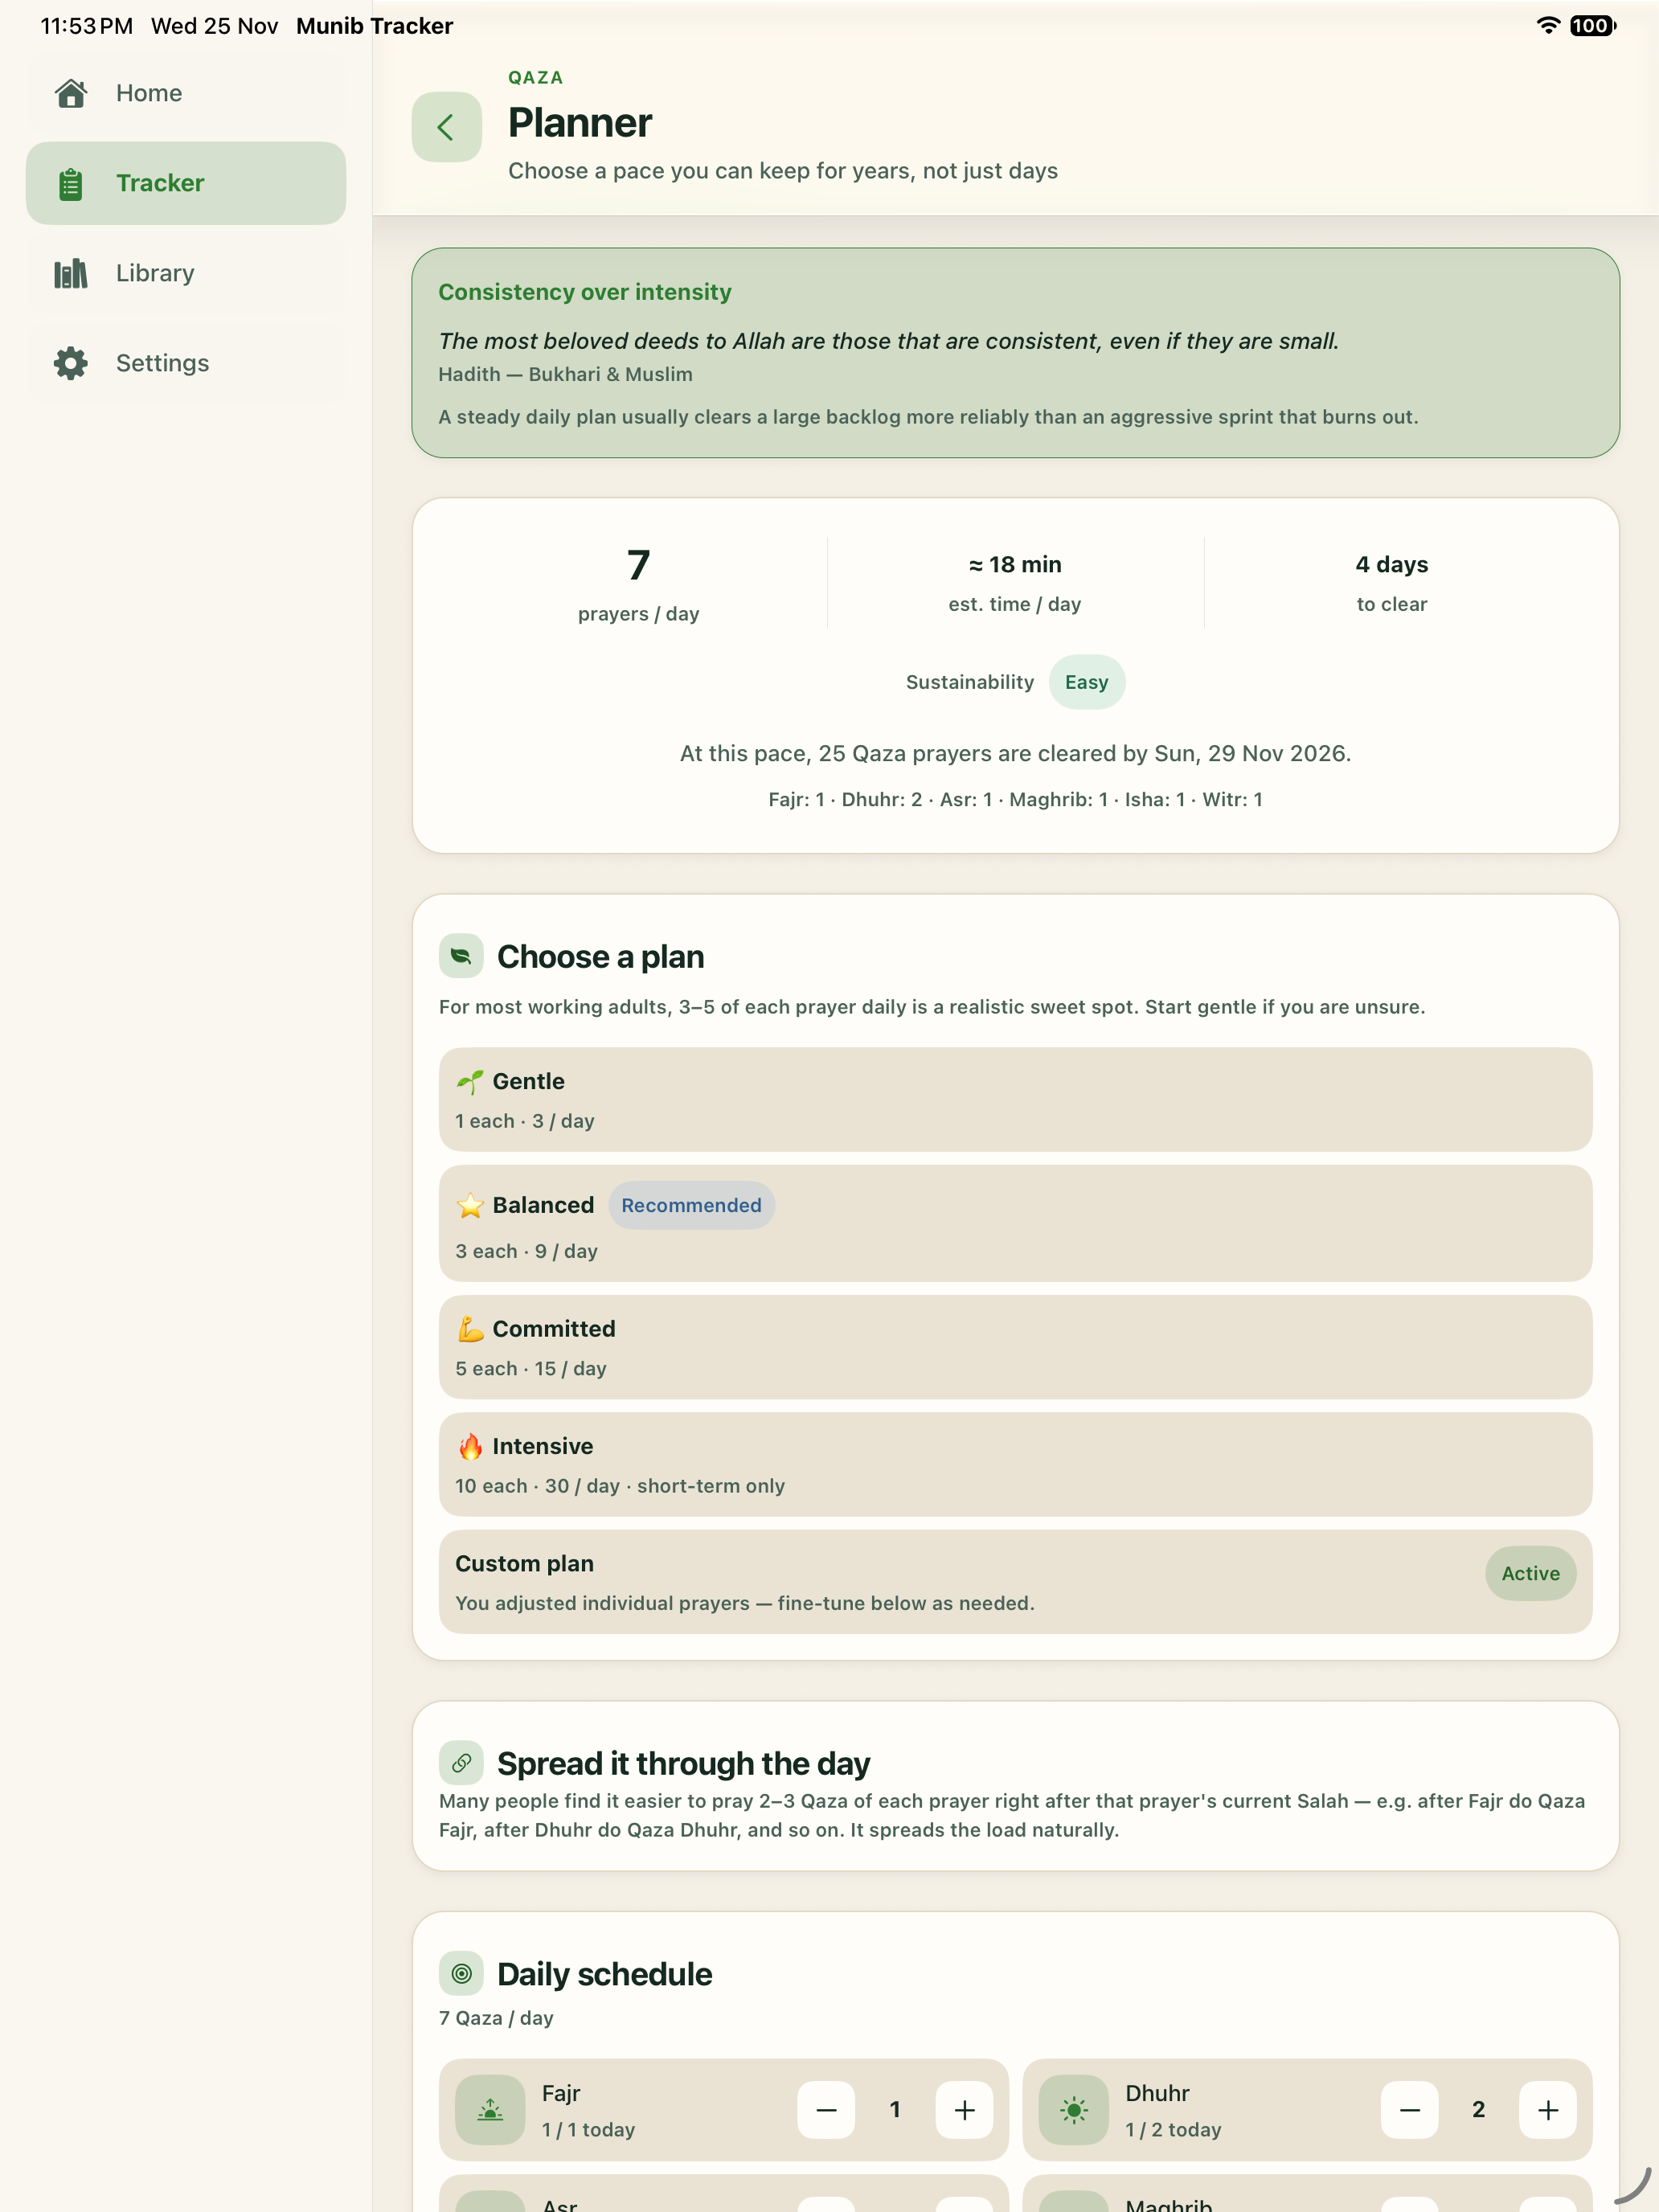 11:53 PM Wed 25 Nov Munib Tracker
100
Home
Tracker
Library
Settings
QAZA
Planner
Choose a pace you can keep for years, not just days
Consistency over intensity
The most beloved deeds to Allah are those that are consistent, even if they are small.
Hadith — Bukhari & Muslim
A steady daily plan usually clears a large backlog more reliably than an aggressive sprint that burns out.
7
prayers / day
≈ 18 min
est. time / day
4 days
to clear
Sustainability Easy
At this pace, 25 Qaza prayers are cleared by Sun, 29 Nov 2026.
Fajr: 1 · Dhuhr: 2 · Asr: 1 · Maghrib: 1 · Isha: 1 · Witr: 1
Choose a plan
For most working adults, 3–5 of each prayer daily is a realistic sweet spot. Start gentle if you are unsure.
🌱 Gentle
1 each · 3 / day
⭐ Balanced Recommended
3 each · 9 / day
💪 Committed
5 each · 15 / day
🔥 Intensive
10 each · 30 / day · short-term only
Custom plan
Active
You adjusted individual prayers — fine-tune below as needed.
Spread it through the day
Many people find it easier to pray 2–3 Qaza of each prayer right after that prayer's current Salah — e.g. after Fajr do Qaza
Fajr, after Dhuhr do Qaza Dhuhr, and so on. It spreads the load naturally.
Daily schedule
7 Qaza / day
Fajr
1 / 1 today
− 1 +
Dhuhr
1 / 2 today
− 2 +
Asr
Maghrib